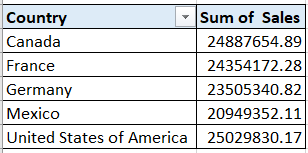 Country Sum of  Sales
Canada 24887654.89
France 24354172.28
Germany 23505340.82
Mexico 20949352.11
United States of America 25029830.17